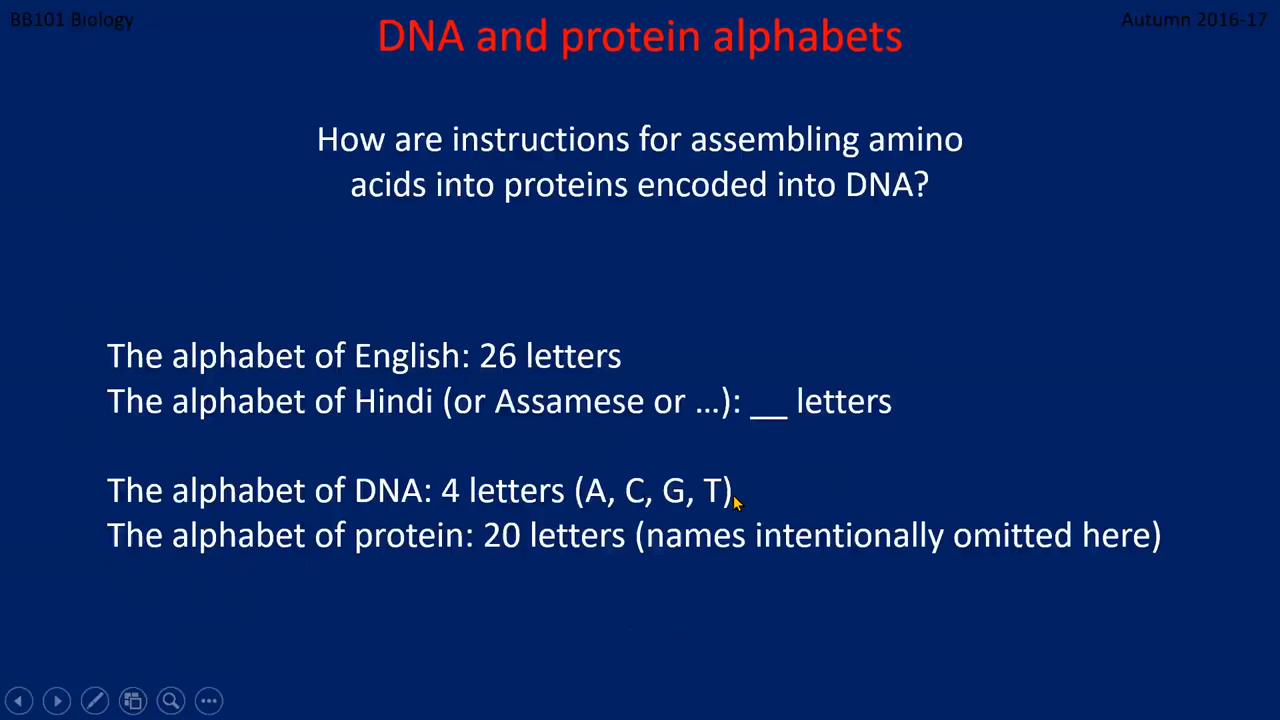 BB101 Biology
Autumn 2016-17
DNA and protein alphabets
How are instructions for assembling amino
acids into proteins encoded into DNA?
The alphabet of English: 26 letters
The alphabet of Hindi (or Assamese or …): __ letters
The alphabet of DNA: 4 letters (A, C, G, T)
The alphabet of protein: 20 letters (names intentionally omitted here)